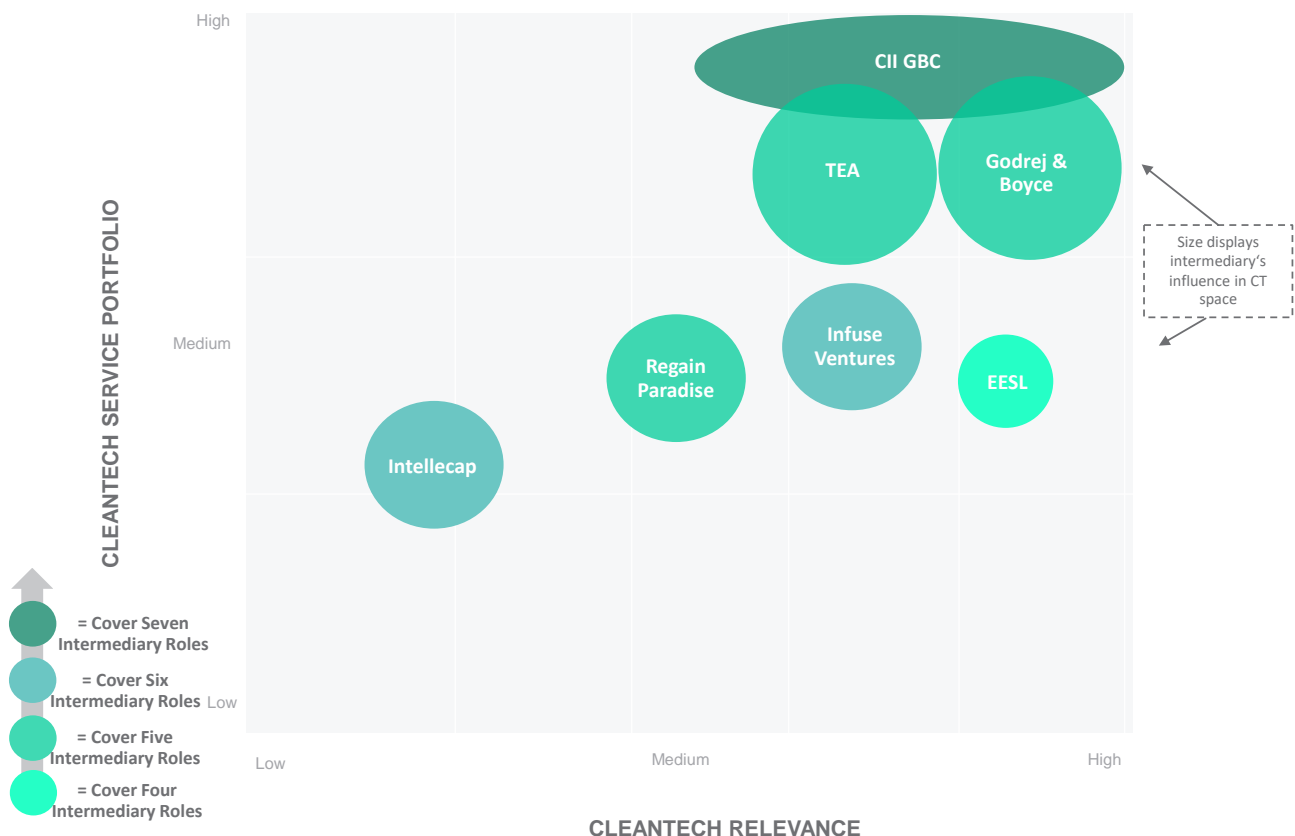 High
CII GBC
TEA
Godrej &
Boyce
Size displays
intermediary‘s
influence in CT
space
CLEANTECH SERVICE PORTFOLIO
Medium
Infuse
Ventures
Regain
Paradise
EESL
Intellecap
= Cover Seven
Intermediary Roles
= Cover Six
Intermediary Roles
Low
= Cover Five
Intermediary Roles
= Cover Four
Intermediary Roles
Low
Medium
High
CLEANTECH RELEVANCE